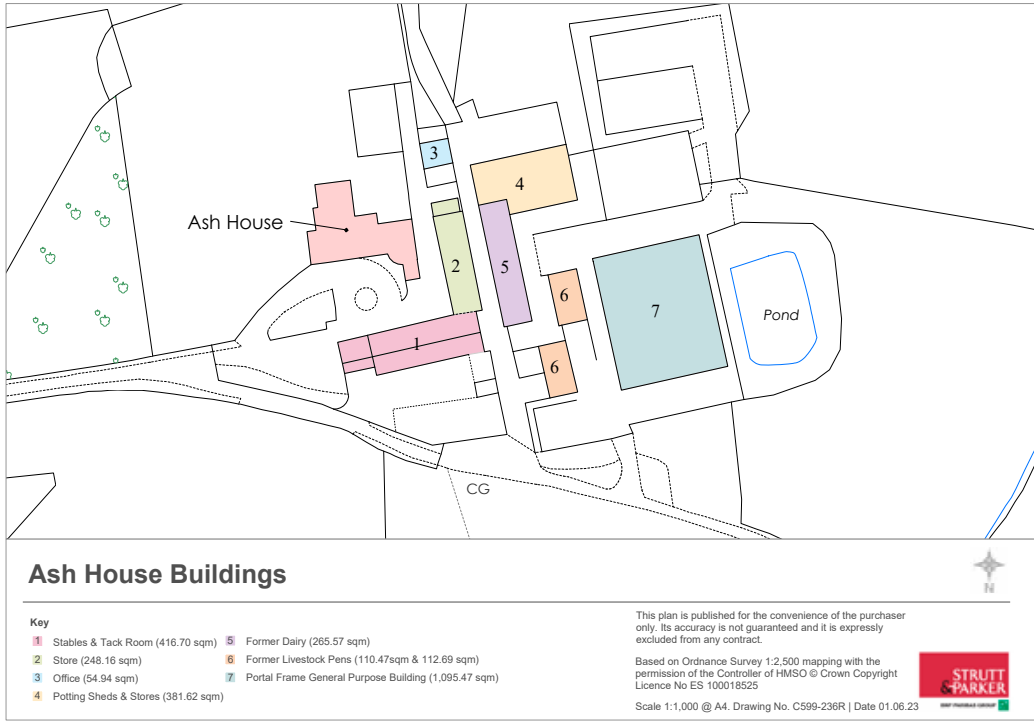 3
4
Ash House
2
5
6
7
Pond
1
6
CG
Ash House Buildings
N
Key
1 Stables & Tack Room (416.70 sqm)
2 Store (248.16 sqm)
3 Office (54.94 sqm)
4 Potting Sheds & Stores (381.62 sqm)
5 Former Dairy (265.57 sqm)
6 Former Livestock Pens (110.47sqm & 112.69 sqm)
7 Portal Frame General Purpose Building (1,095.47 sqm)
This plan is published for the convenience of the purchaser
only. Its accuracy is not guaranteed and it is expressly
excluded from any contract.
Based on Ordnance Survey 1:2,500 mapping with the
permission of the Controller of HMSO © Crown Copyright
Licence No ES 100018525
Scale 1:1,000 @ A4. Drawing No. C599-236R | Date 01.06.23
STRUTT
&PARKER
BNP PARIBAS GROUP